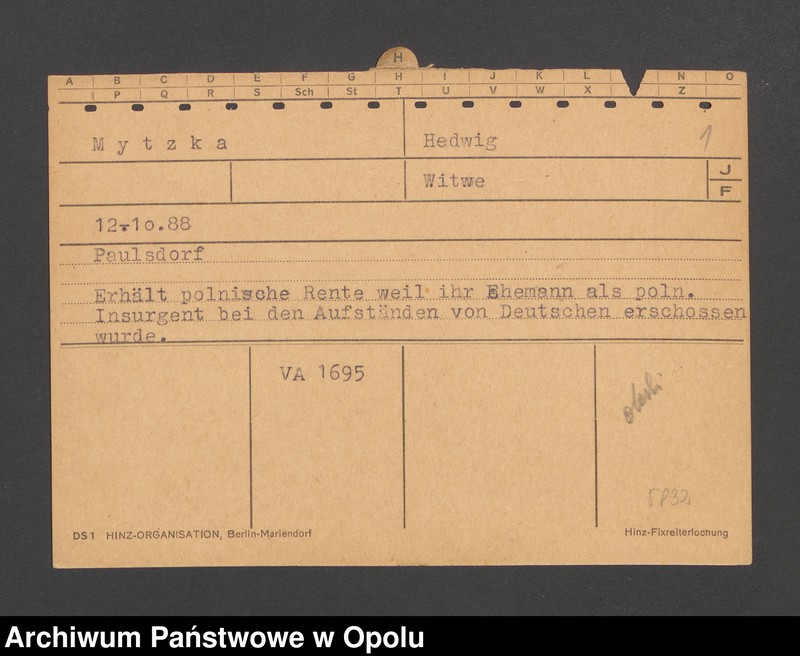 H
A B C D E F G H I J K L N O
P Q R S Sch St T U V W X Z
Mytzka Hedwig 1
Witwe J
F
12.10.88
Paulsdorf
Erhält polnische Rente weil ihr Ehemann als poln.
Insurgent bei den Aufständen von Deutschen erschossen
wurde.
VA 1695
DS1 HINZ-ORGANISATION, Berlin-Mariendorf Hinz-Fixreiterlochung
Archiwum Państwowe w Opolu